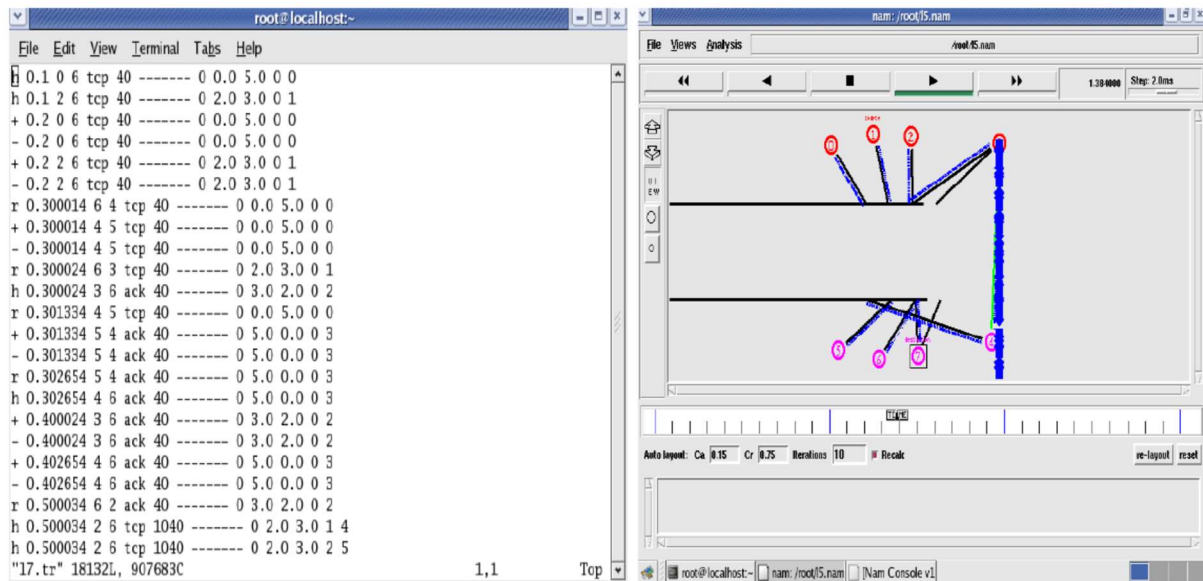 root@localhost:~
File Edit View Terminal Tabs Help
h 0.1 0 6 tcp 40 ------- 0 0.0 5.0 0 0
h 0.1 2 6 tcp 40 ------- 0 2.0 3.0 0 1
+ 0.2 0 6 tcp 40 ------- 0 0.0 5.0 0 0
- 0.2 0 6 tcp 40 ------- 0 0.0 5.0 0 0
+ 0.2 2 6 tcp 40 ------- 0 2.0 3.0 0 1
- 0.2 2 6 tcp 40 ------- 0 2.0 3.0 0 1
r 0.300014 6 4 tcp 40 ------- 0 0.0 5.0 0 0
+ 0.300014 4 5 tcp 40 ------- 0 0.0 5.0 0 0
- 0.300014 4 5 tcp 40 ------- 0 0.0 5.0 0 0
r 0.300024 6 3 tcp 40 ------- 0 2.0 3.0 0 1
h 0.300024 3 6 ack 40 ------- 0 3.0 2.0 0 2
r 0.301334 4 5 tcp 40 ------- 0 0.0 5.0 0 0
+ 0.301334 5 4 ack 40 ------- 0 5.0 0.0 0 3
- 0.301334 5 4 ack 40 ------- 0 5.0 0.0 0 3
r 0.302654 5 4 ack 40 ------- 0 5.0 0.0 0 3
h 0.302654 4 6 ack 40 ------- 0 5.0 0.0 0 3
+ 0.400024 3 6 ack 40 ------- 0 3.0 2.0 0 2
- 0.400024 3 6 ack 40 ------- 0 3.0 2.0 0 2
+ 0.402654 4 6 ack 40 ------- 0 5.0 0.0 0 3
- 0.402654 4 6 ack 40 ------- 0 5.0 0.0 0 3
r 0.500034 6 2 ack 40 ------- 0 3.0 2.0 0 2
h 0.500034 2 6 tcp 1040 ------- 0 2.0 3.0 1 4
h 0.500034 2 6 tcp 1040 ------- 0 2.0 3.0 2 5
"l7.tr" 18132L, 907683C 1,1 Top
nam: /root/l5.nam
File Views Analysis /root/l5.nam
1.384000 Step: 2.0ms
0 1 2
5 6 7 4
TIME
Auto layout: Ca 0.15 Cr 0.75 Iterations 10 Recalc re-layout reset
root@localhost:~ nam: /root/l5.nam [Nam Console v1